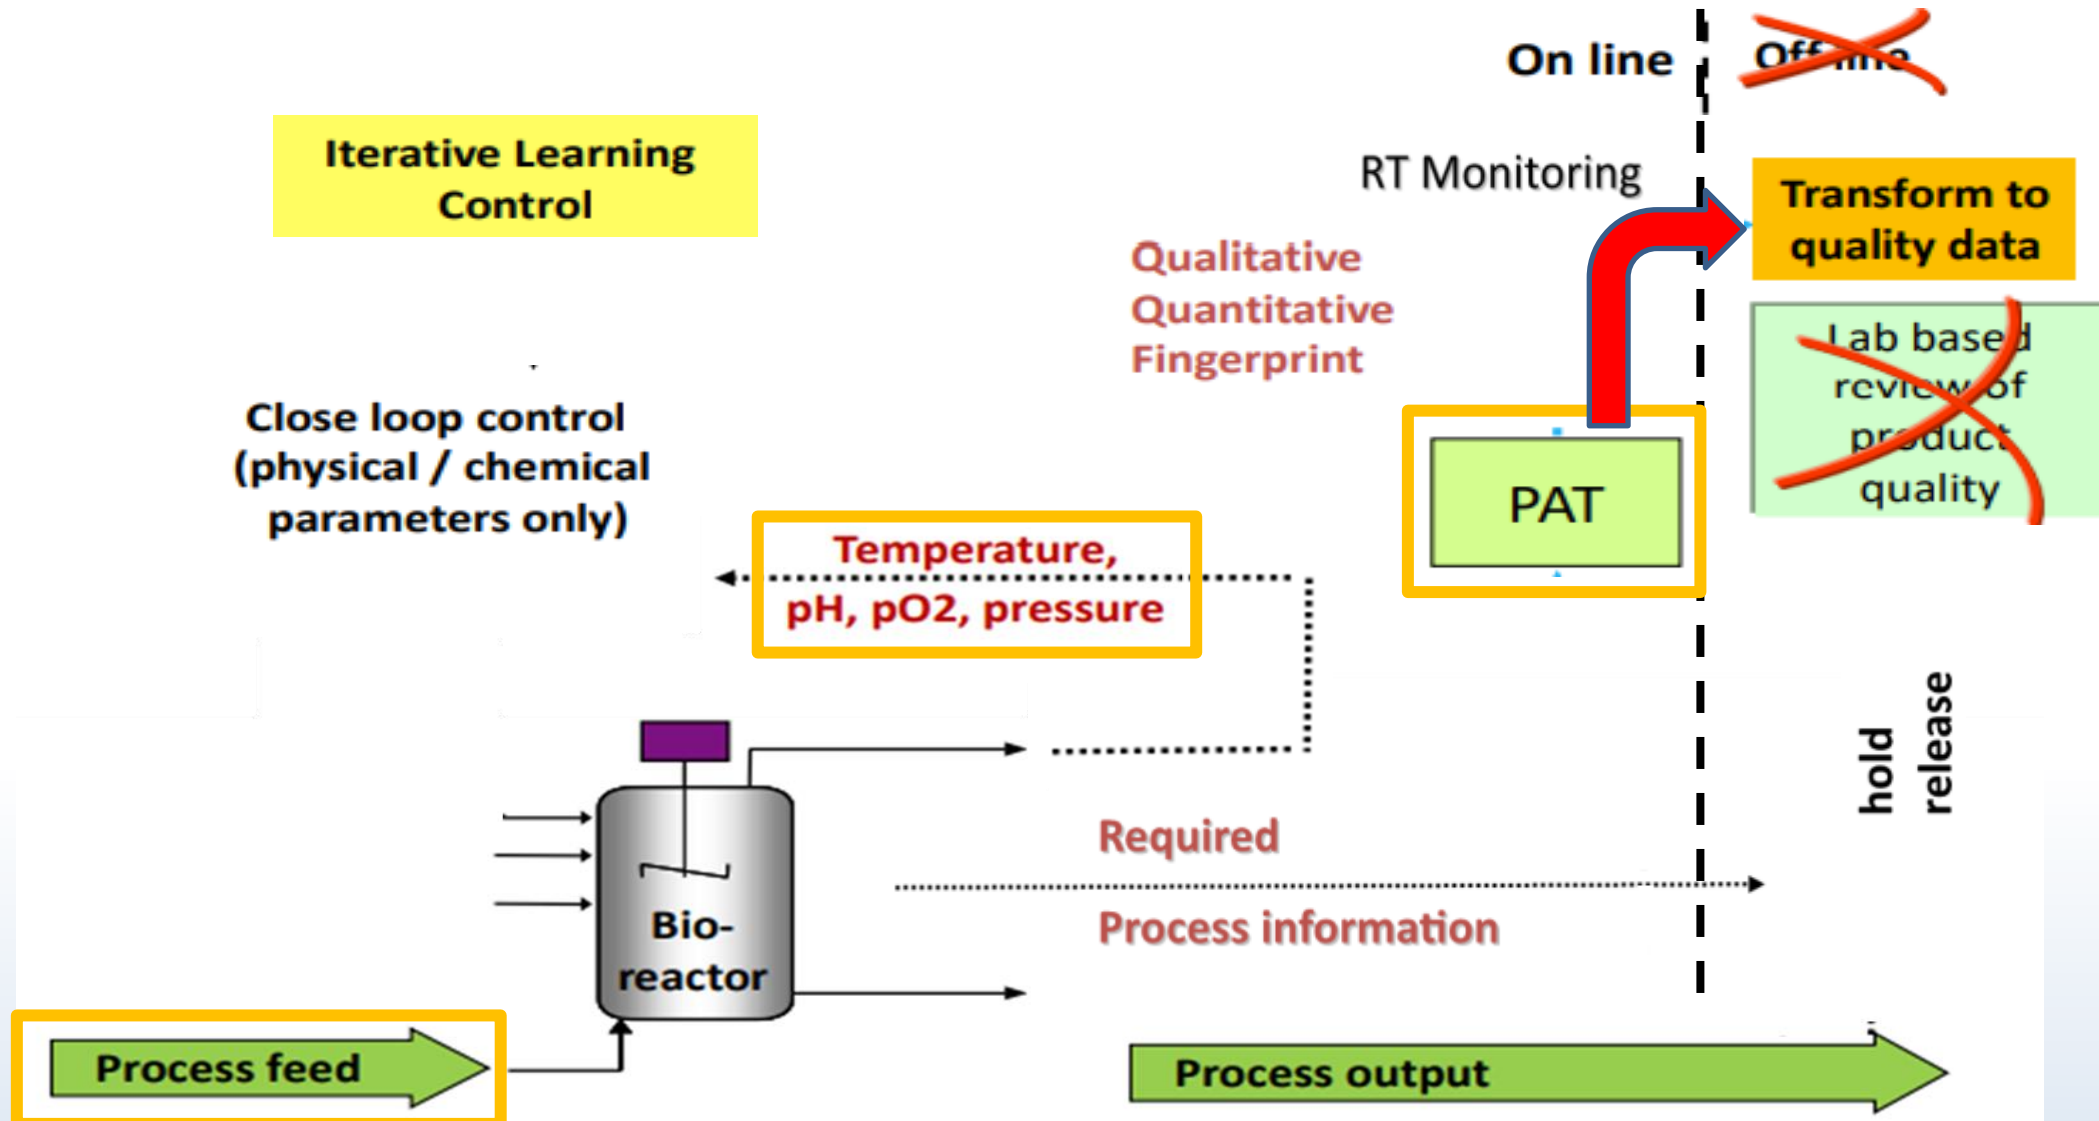 On line
Off line
Iterative Learning
Control
RT Monitoring
Transform to
quality data
Qualitative
Quantitative
Fingerprint
Lab based
review of
product
quality
Close loop control
(physical / chemical
parameters only)
PAT
Temperature,
pH, pO2, pressure
hold
release
Required
Process information
Bio-
reactor
Process feed
Process output